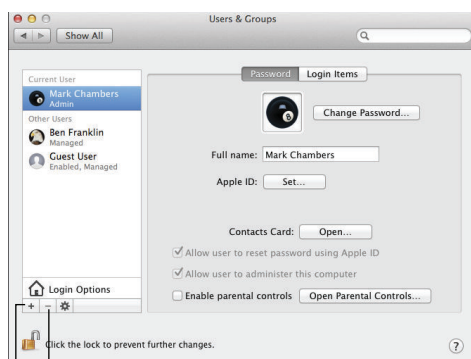 Users & Groups
Show All
Password Login Items
Current User
Mark Chambers
Admin
Other Users
Ben Franklin
Managed
Guest User
Enabled, Managed
Login Options
+ −
8
Change Password...
Full name: Mark Chambers
Apple ID: Set...
Contacts Card: Open...
Allow user to reset password using Apple ID
Allow user to administer this computer
Enable parental controls Open Parental Controls...
Click the lock to prevent further changes.
?